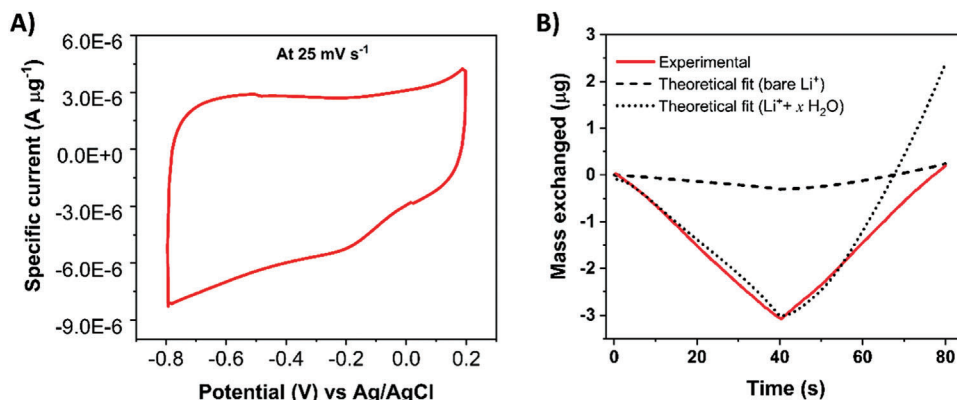 A)
At 25 mV s⁻¹
Specific current (A µg⁻¹)
6.0E-6
3.0E-6
0.0E+0
-3.0E-6
-6.0E-6
-9.0E-6
-0.8 -0.6 -0.4 -0.2 0.0 0.2
Potential (V) vs Ag/AgCl
B)
Experimental
Theoretical fit (bare Li⁺)
Theoretical fit (Li⁺+ x H₂O)
Mass exchanged (µg)
3
2
1
0
-1
-2
-3
0 20 40 60 80
Time (s)